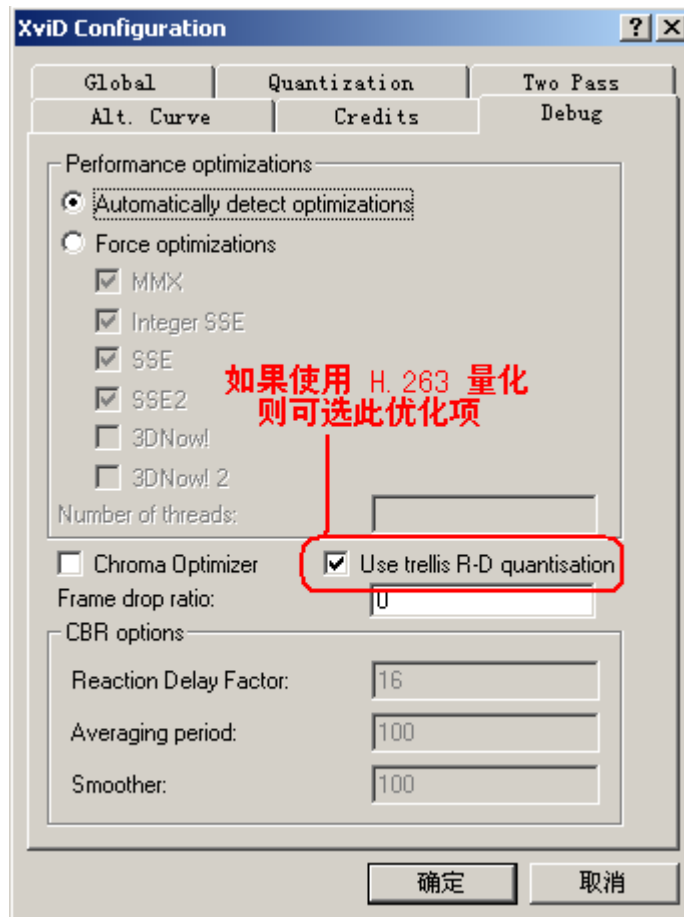 XviD Configuration
Global Quantization Two Pass
Alt. Curve Credits Debug
Performance optimizations
Automatically detect optimizations
Force optimizations
MMX
Integer SSE
SSE
SSE2
如果使用 H.263 量化
则可选此优化项
3DNow!
3DNow! 2
Number of threads:
Chroma Optimizer Use trellis R-D quantisation
Frame drop ratio: 0
CBR options
Reaction Delay Factor: 16
Averaging period: 100
Smoother: 100
确定 取消